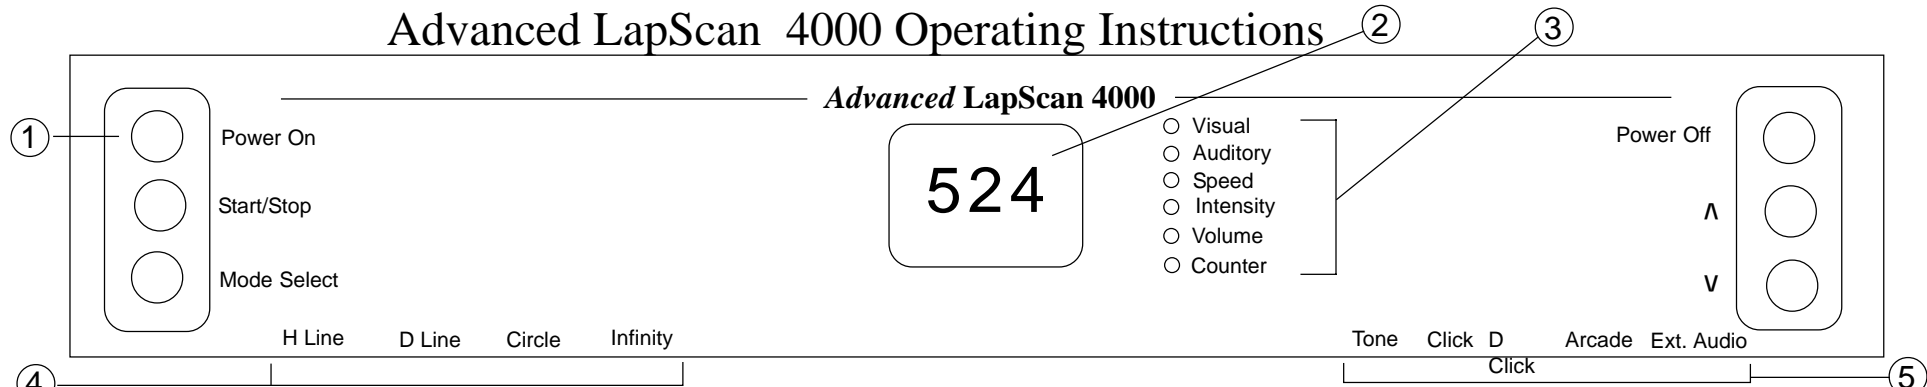 Advanced LapScan 4000 Operating Instructions
2
3
Advanced LapScan 4000
1
Power On
Start/Stop
Mode Select
524
Visual
Auditory
Speed
Intensity
Volume
Counter
Power Off
∧
∨
H Line D Line Circle Infinity
Tone Click D Click Arcade Ext. Audio
4
5